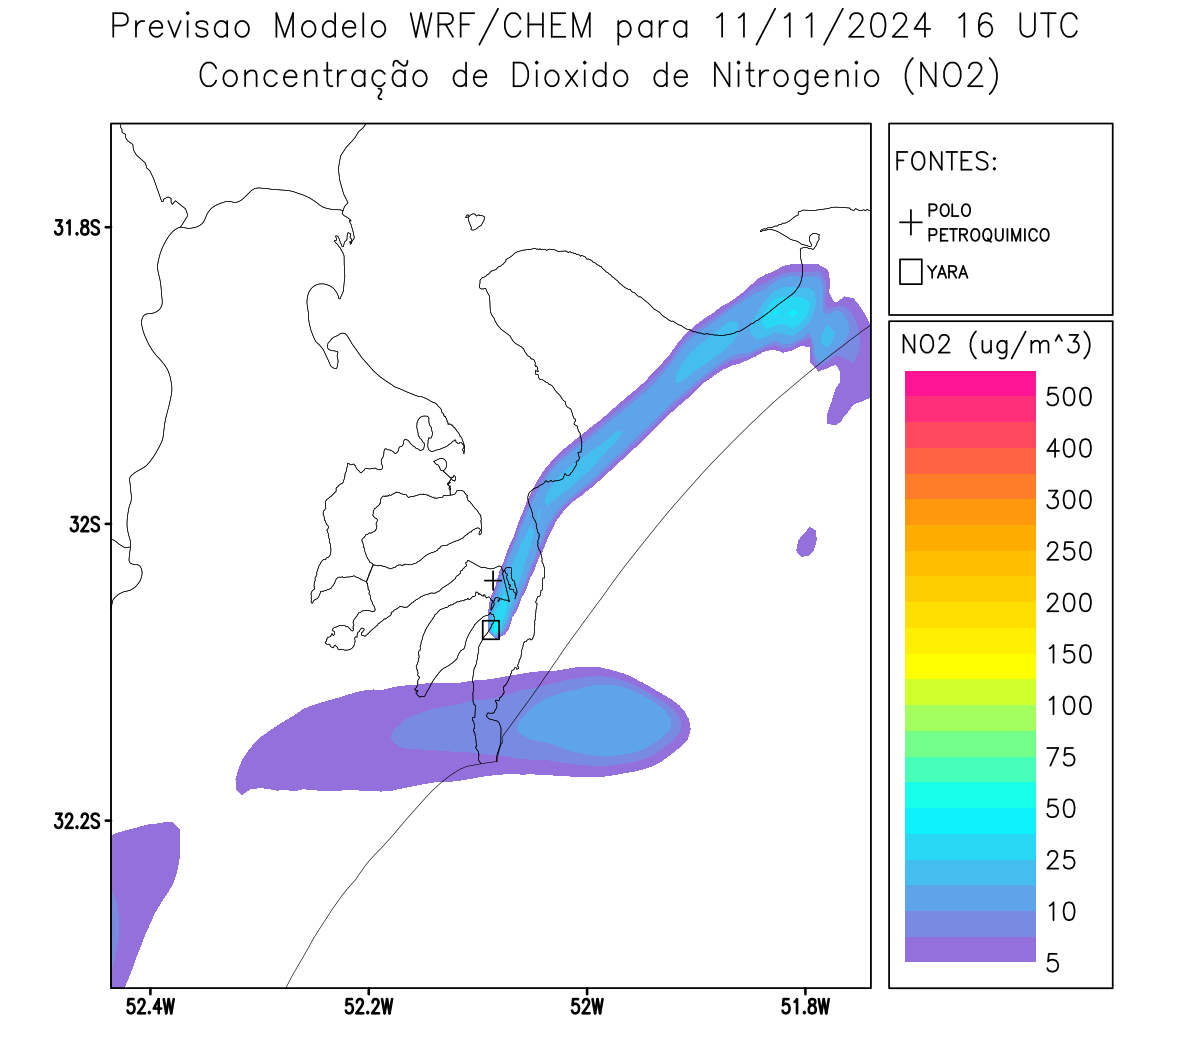 Previsao Modelo WRF/CHEM para 11/11/2024 16 UTC
Concentração de Dioxido de Nitrogenio (NO2)
FONTES:
POLO
PETROQUIMICO
YARA
31.8S
32S
32.2S
52.4W
52.2W
52W
51.8W
NO2 (ug/m^3)
500
400
300
250
200
150
100
75
50
25
10
5